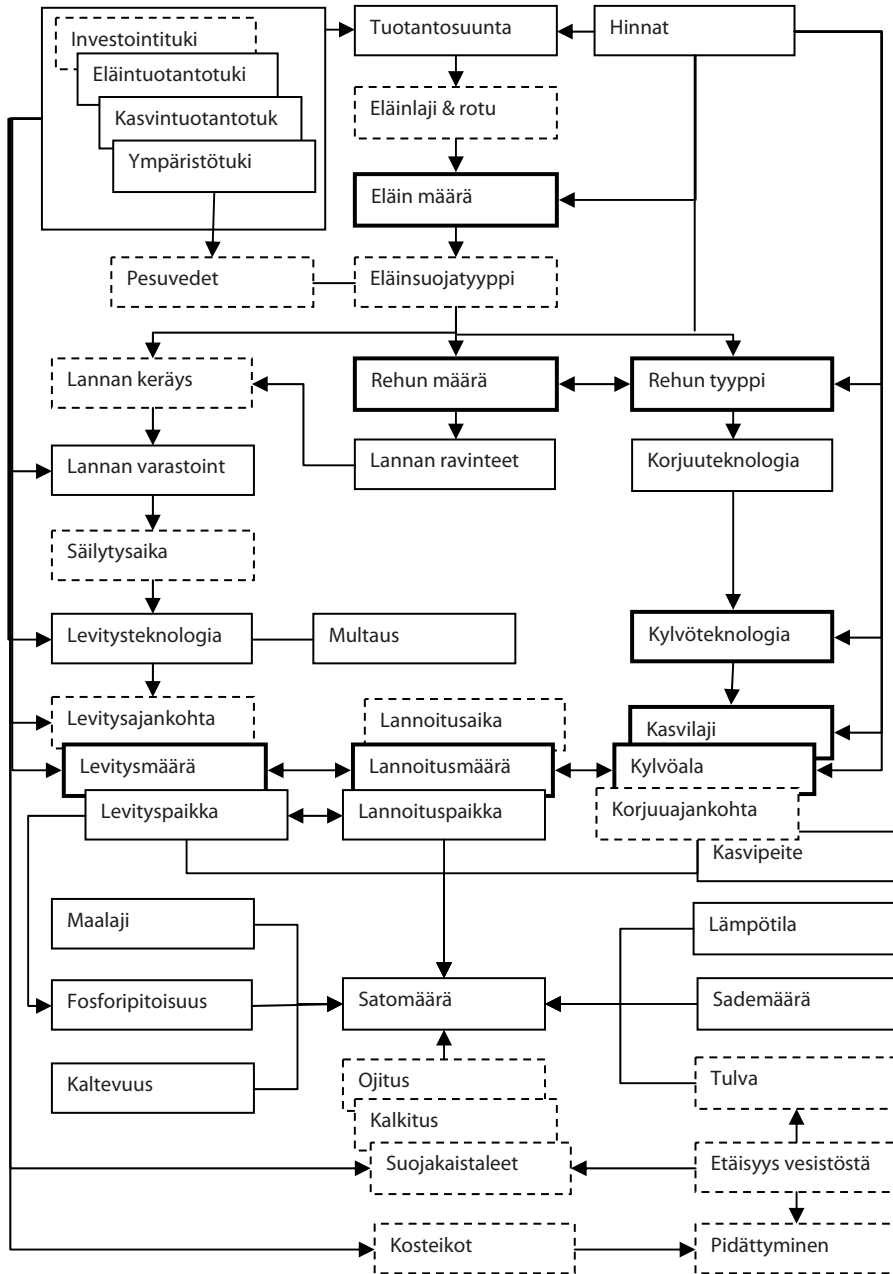 Investointituki
Eläintuotantotuki
Kasvintuotantotuk
Ympäristötuki
Tuotantosuunta
Hinnat
Eläinlaji & rotu
Eläin määrä
Pesuvedet
Eläinsuojatyyppi
Lannan keräys
Rehun määrä
Rehun tyyppi
Lannan varastoint
Lannan ravinteet
Korjuuteknologia
Säilytysaika
Levitysteknologia
Multaus
Kylvöteknologia
Levitysajankohta
Lannoitusaika
Kasvilaji
Levitysmäärä
Lannoitusmäärä
Kylvöala
Levityspaikka
Lannoituspaikka
Korjuuajankohta
Kasvipeite
Maalaji
Lämpötila
Fosforipitoisuus
Satomäärä
Sademäärä
Kaltevuus
Ojitus
Tulva
Kalkitus
Suojakaistaleet
Etäisyys vesistöstä
Kosteikot
Pidättyminen